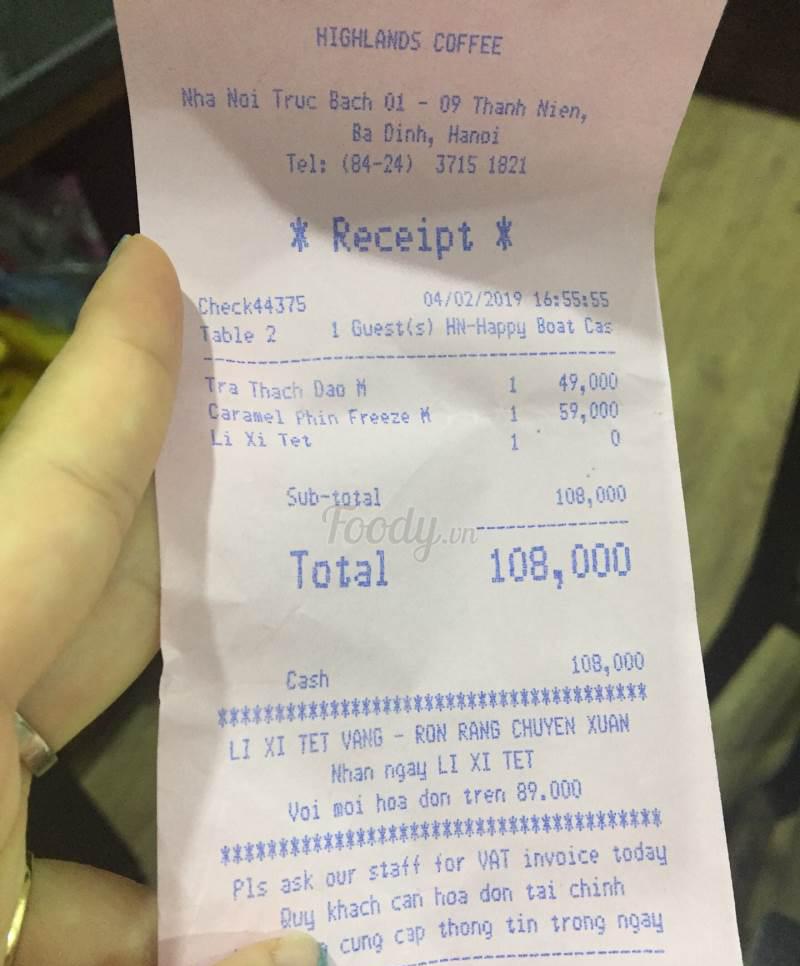 HIGHLANDS COFFEE
Nha Noi Truc Bach 01 - 09 Thanh Nien,
Ba Dinh, Hanoi
Tel: (84-24) 3715 1821
* Receipt *
Check44375 04/02/2019 16:55:55
Table 2 1 Guest(s) HN-Happy Boat Cas
Tra Thach Dao M 1 49,000
Caramel Phin Freeze M 1 59,000
Li Xi Tet 1 0
Sub-total 108,000
Foody.vn
Total 108,000
Cash 108,000
****************************************
LI XI TET VANG - RON RANG CHUYEN XUAN
Nhan ngay LI XI TET
Voi moi hoa don tren 89.000
****************************************
Pls ask our staff for VAT invoice today
Quy khach can hoa don tai chinh
cung cap thong tin trong ngay